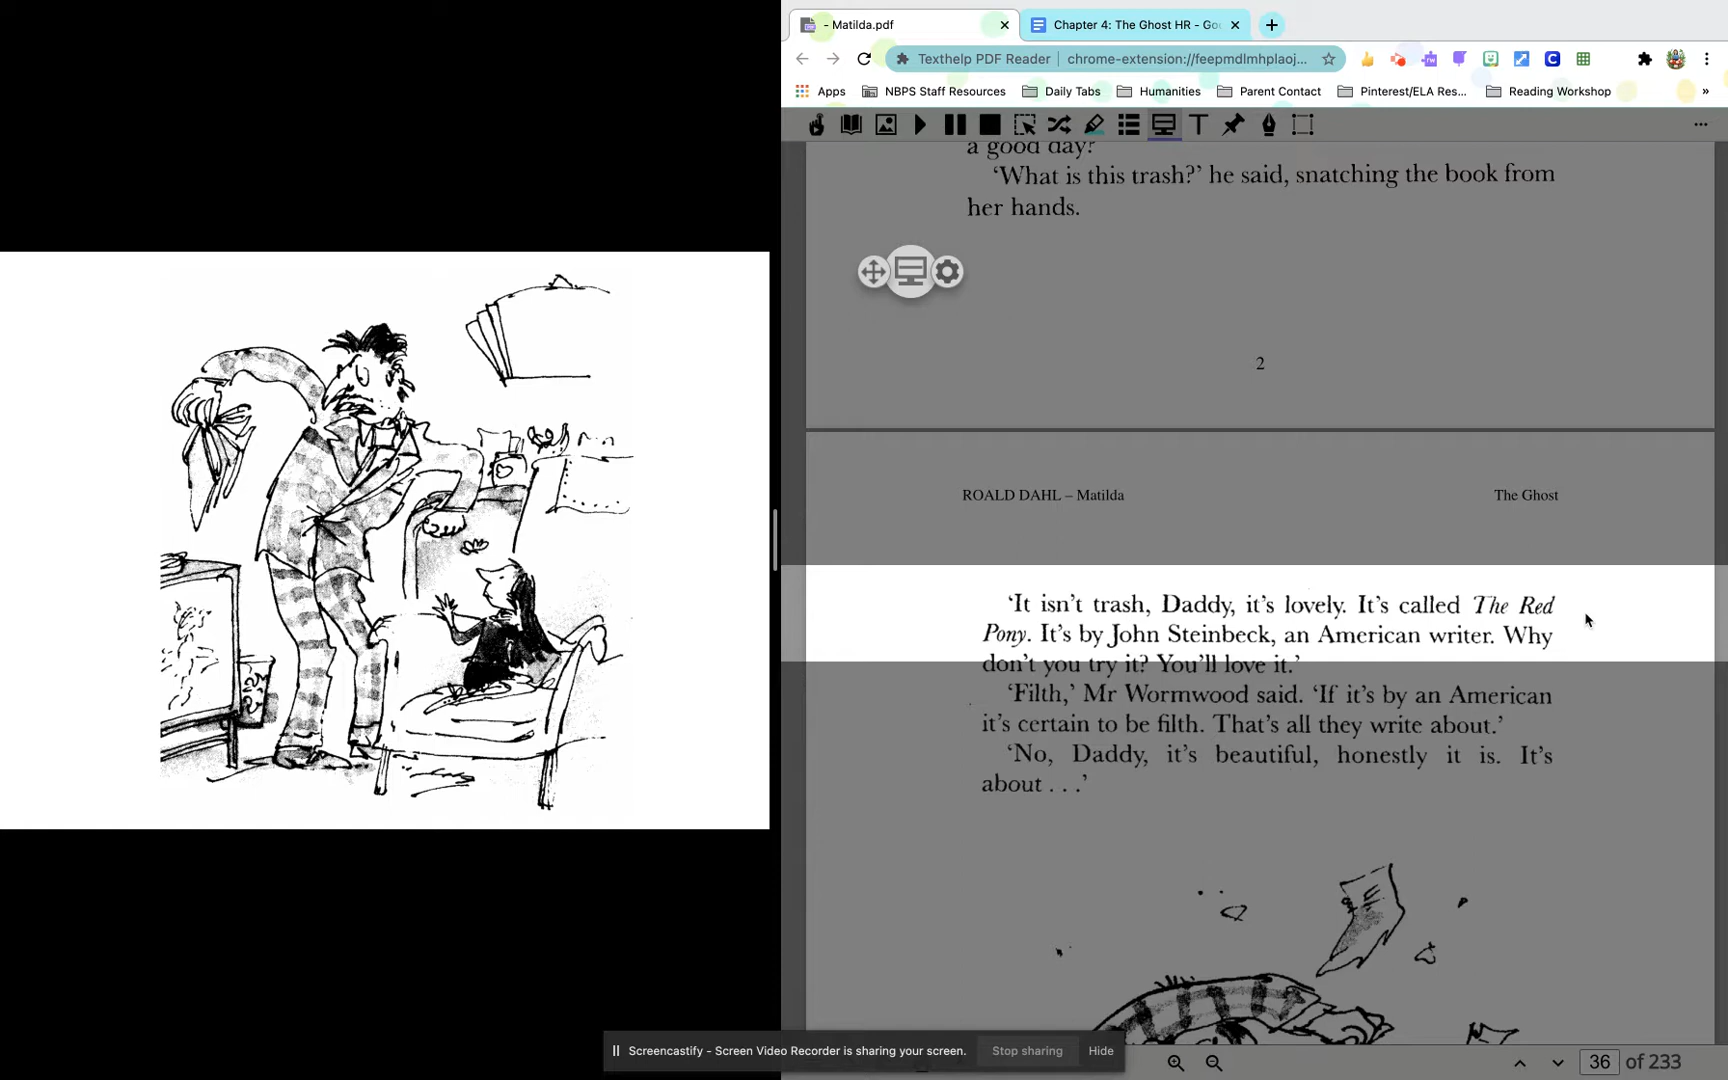 - Matilda.pdf
Chapter 4: The Ghost HR - Goo
Texthelp PDF Reader
chrome-extension://feepmdlmhplaoj...
Apps
NBPS Staff Resources
Daily Tabs
Humanities
Parent Contact
Pinterest/ELA Res...
Reading Workshop
»
a good day?
‘What is this trash?’ he said, snatching the book from
her hands.
2
ROALD DAHL – Matilda
The Ghost
‘It isn’t trash, Daddy, it’s lovely. It’s called The Red
Pony. It’s by John Steinbeck, an American writer. Why
don’t you try it? You’ll love it.’
‘Filth,’ Mr Wormwood said. ‘If it’s by an American
it’s certain to be filth. That’s all they write about.’
‘No, Daddy, it’s beautiful, honestly it is. It’s
about . . .’
Screencastify - Screen Video Recorder is sharing your screen.
Stop sharing
Hide
36 of 233